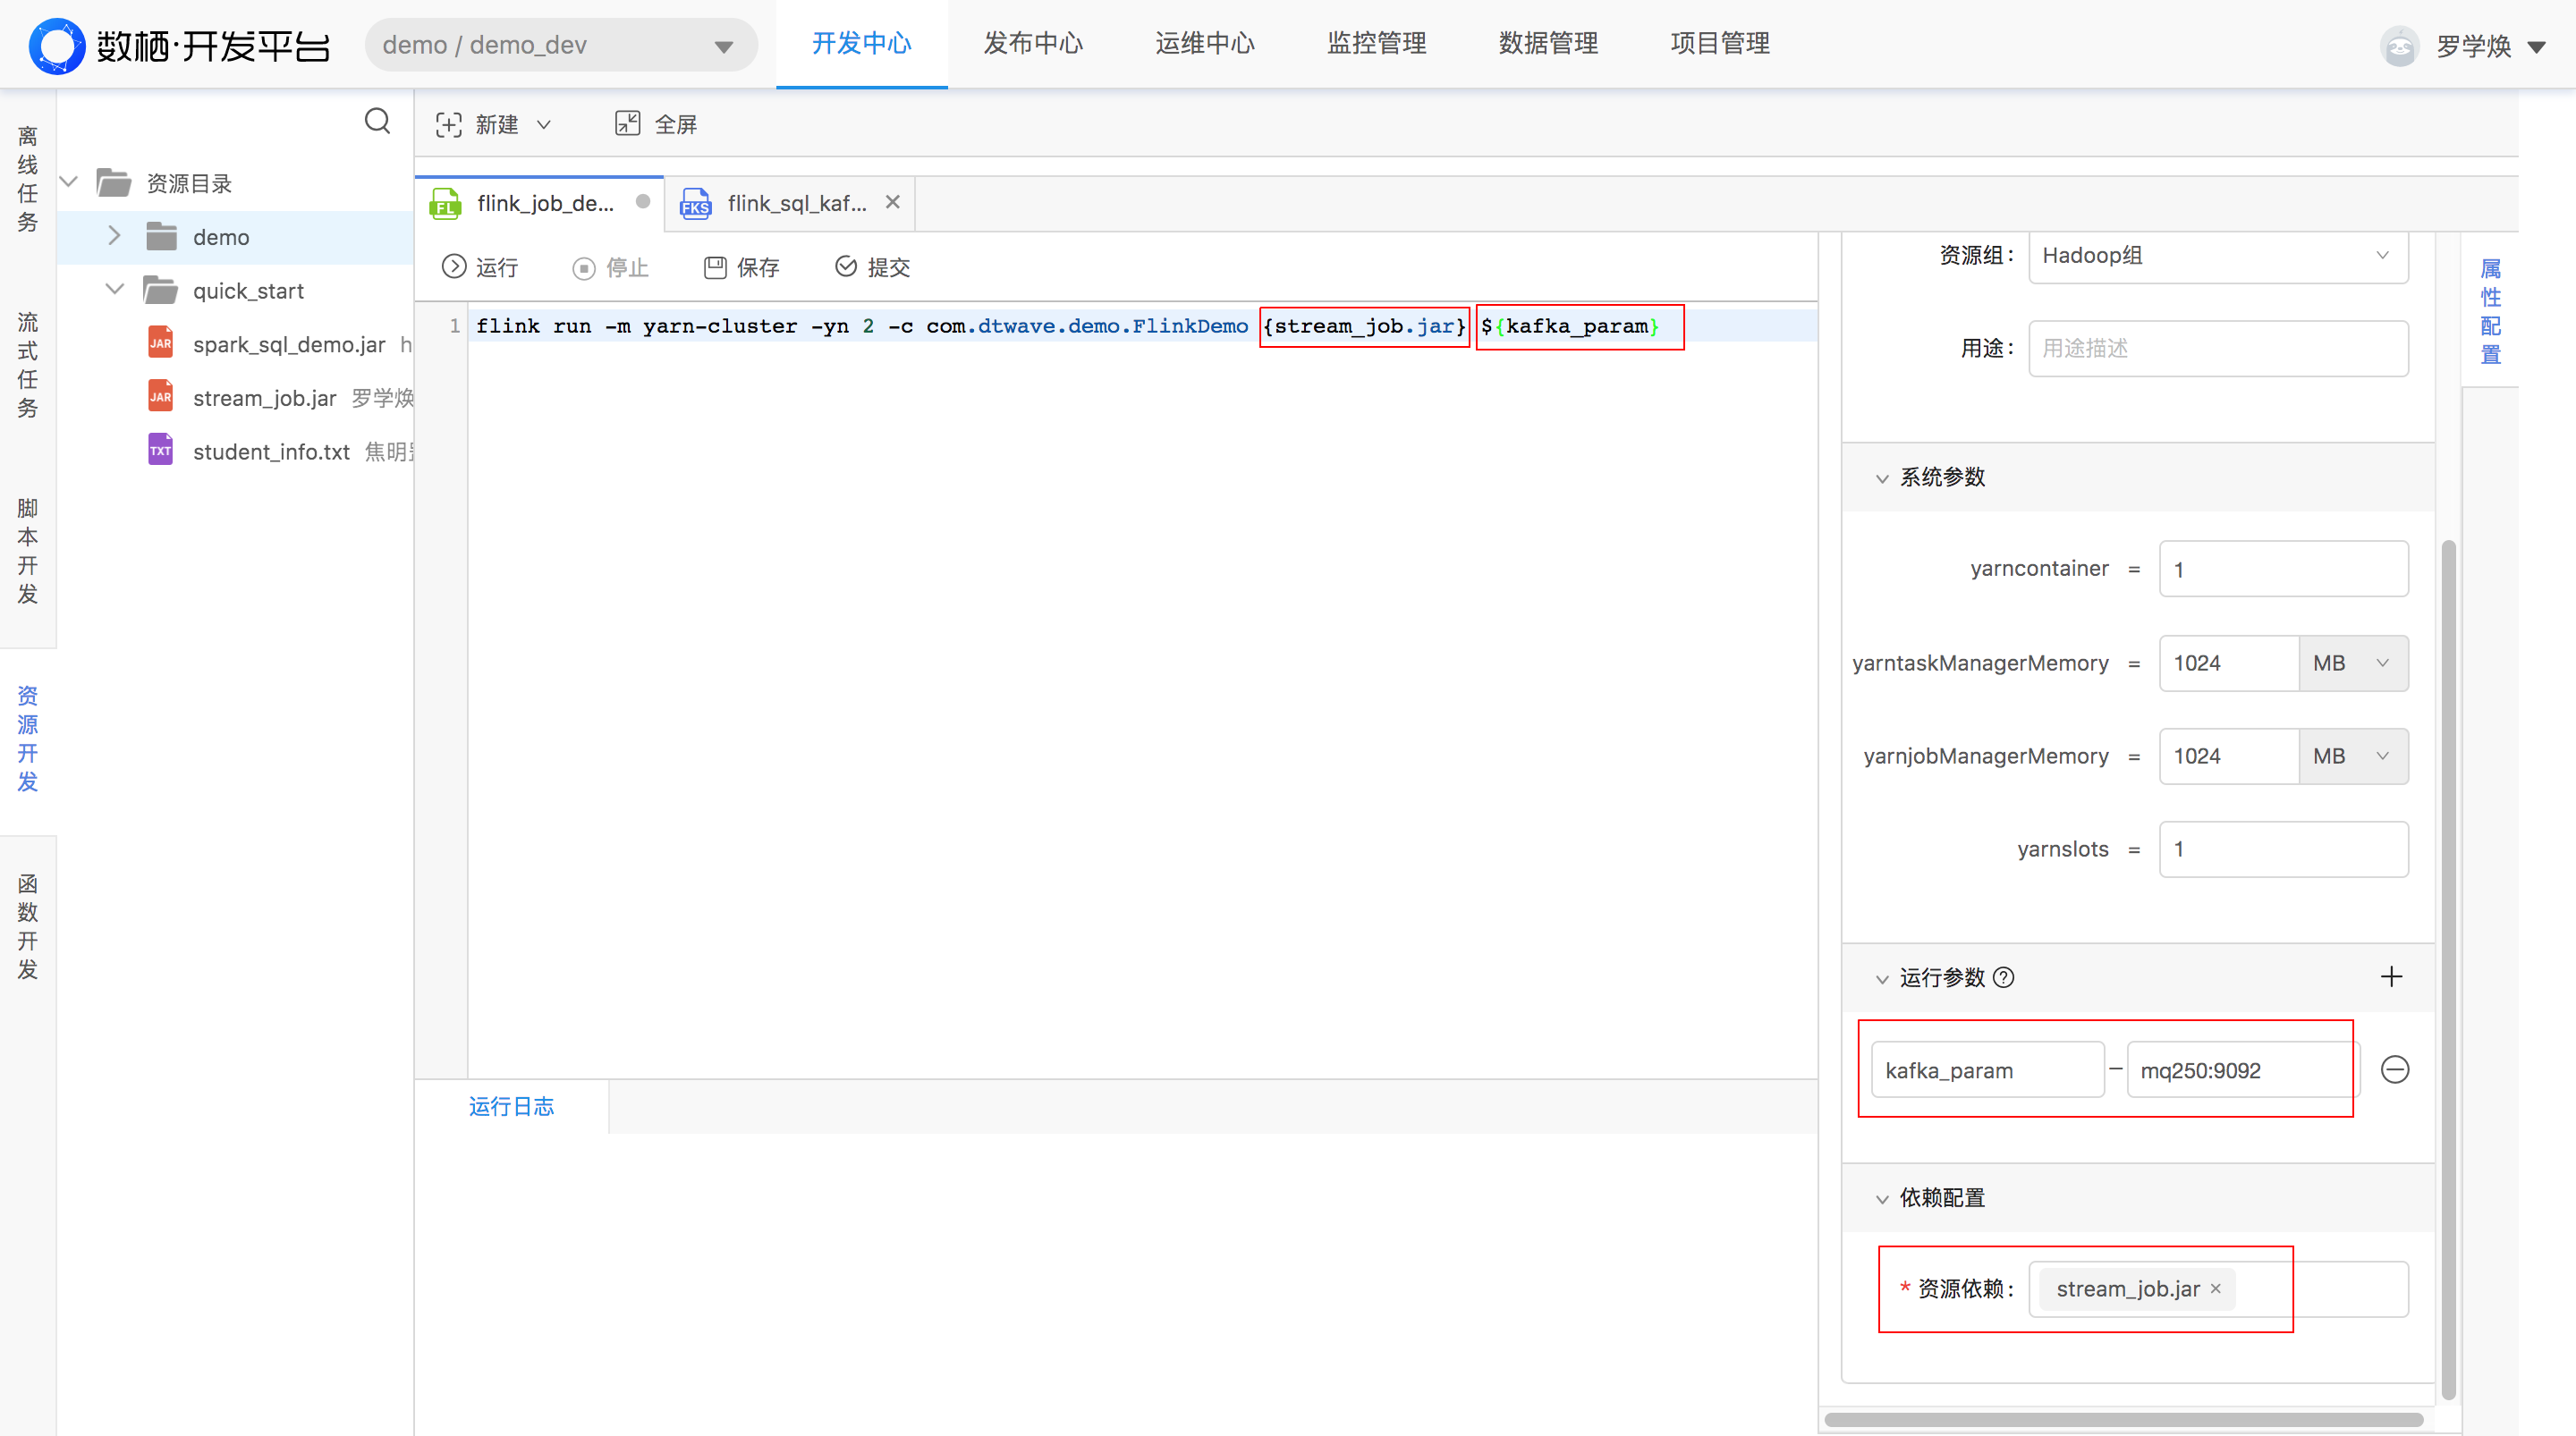 数栖·开发平台
demo / demo_dev
开发中心
发布中心
运维中心
监控管理
数据管理
项目管理
罗学焕
离线任务
流式任务
脚本开发
资源开发
函数开发
资源目录
demo
quick_start
JAR spark_sql_demo.jar h
JAR stream_job.jar 罗学焕
TXT student_info.txt 焦明
新建
全屏
FL flink_job_de...
FKS flink_sql_kaf...
运行
停止
保存
提交
1 flink run -m yarn-cluster -yn 2 -c com.dtwave.demo.FlinkDemo {stream_job.jar} ${kafka_param}
运行日志
资源组: Hadoop组
用途: 用途描述
系统参数
yarncontainer = 1
yarntaskManagerMemory = 1024 MB
yarnjobManagerMemory = 1024 MB
yarnslots = 1
运行参数 ?
kafka_param – mq250:9092
依赖配置
* 资源依赖: stream_job.jar ×
属性配置